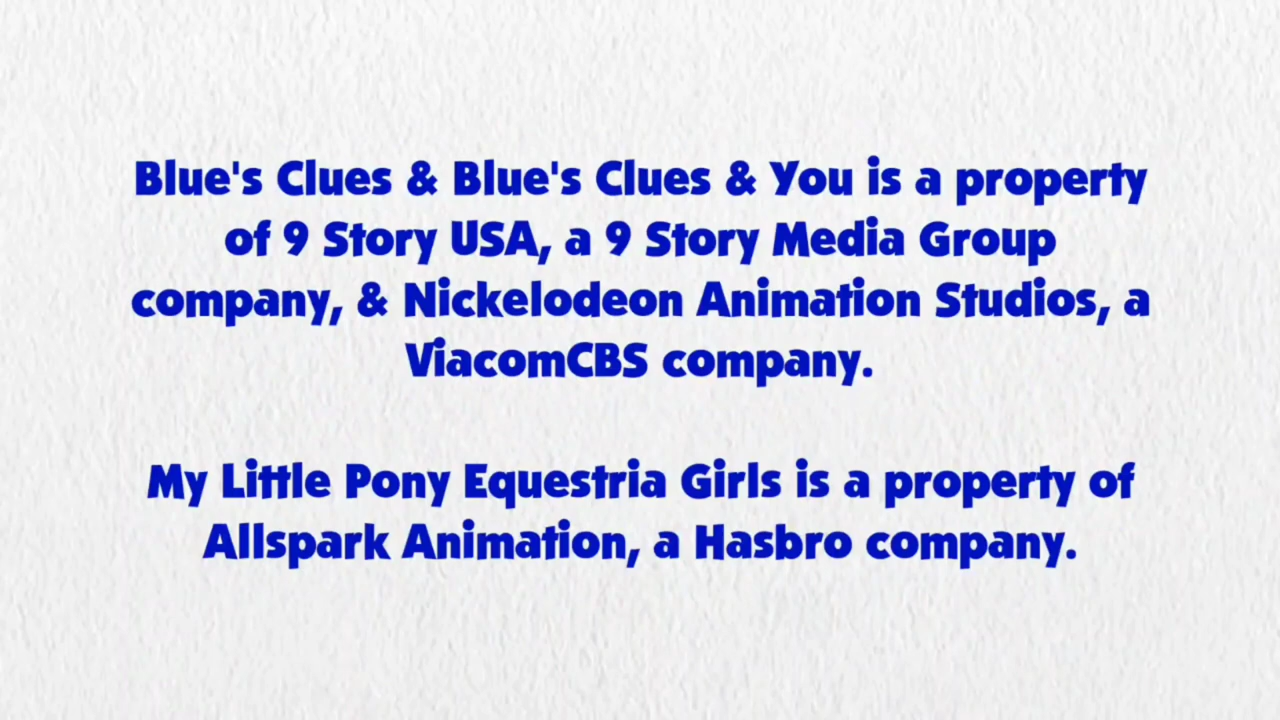 Blue's Clues & Blue's Clues & You is a property
of 9 Story USA, a 9 Story Media Group
company, & Nickelodeon Animation Studios, a
ViacomCBS company.
My Little Pony Equestria Girls is a property of
Allspark Animation, a Hasbro company.